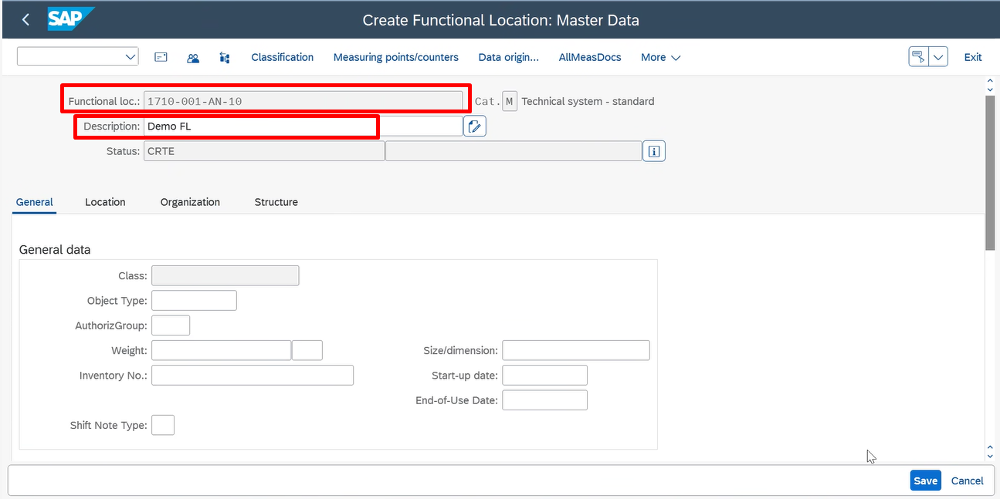 SAP Create Functional Location: Master Data
Classification Measuring points/counters Data origin... AllMeasDocs More Exit
Functional loc.: 1710-001-AN-10 Cat. M Technical system - standard
Description: Demo FL
Status: CRTE
General Location Organization Structure
General data
Class:
Object Type:
AuthorizGroup:
Weight: Size/dimension:
Inventory No.: Start-up date:
End-of-Use Date:
Shift Note Type:
Save Cancel